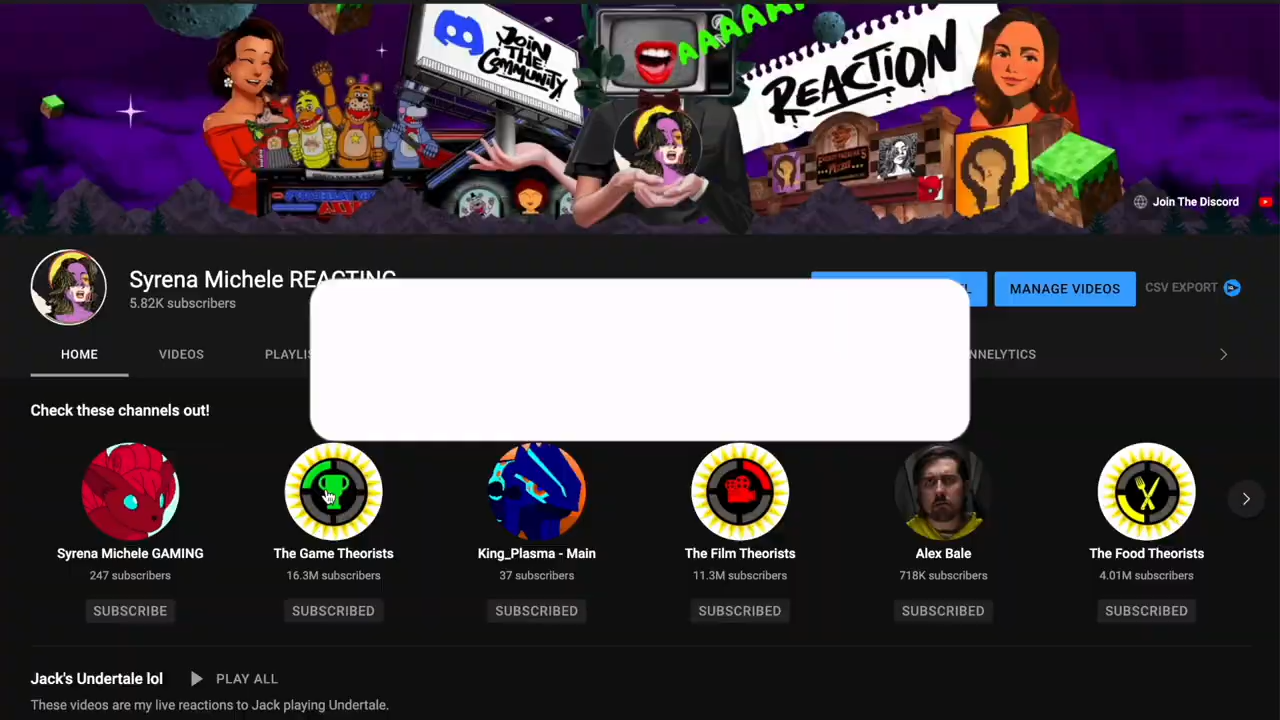 JOIN
THE
COMMUNITY
AAAAAH
REACTION
Join The Discord
Syrena Michele REACTING
5.82K subscribers
MANAGE VIDEOS
CSV EXPORT
HOME
VIDEOS
Check these channels out!
Syrena Michele GAMING
The Game Theorists
King_Plasma - Main
The Film Theorists
Alex Bale
The Food Theorists
247 subscribers
16.3M subscribers
37 subscribers
11.3M subscribers
718K subscribers
4.01M subscribers
SUBSCRIBE
SUBSCRIBED
SUBSCRIBED
SUBSCRIBED
SUBSCRIBED
SUBSCRIBED
Jack's Undertale lol
PLAY ALL
These videos are my live reactions to Jack playing Undertale.